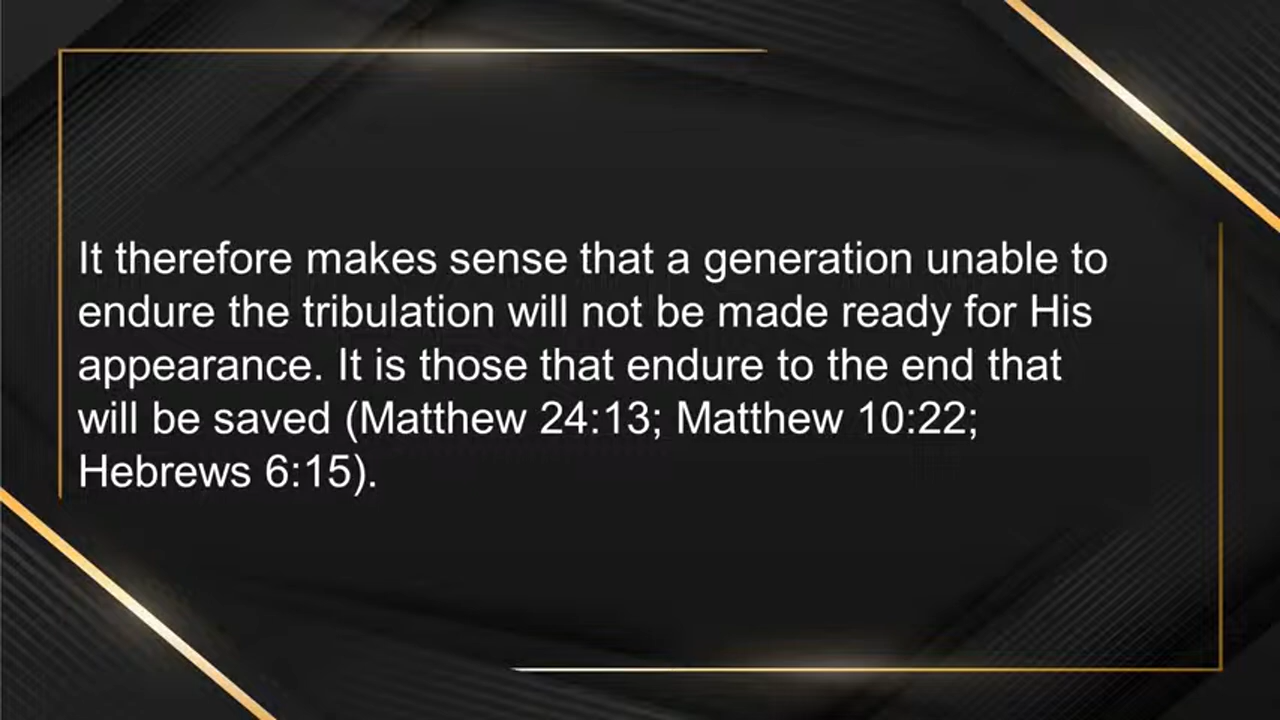 It therefore makes sense that a generation unable to
endure the tribulation will not be made ready for His
appearance. It is those that endure to the end that
will be saved (Matthew 24:13; Matthew 10:22;
Hebrews 6:15).